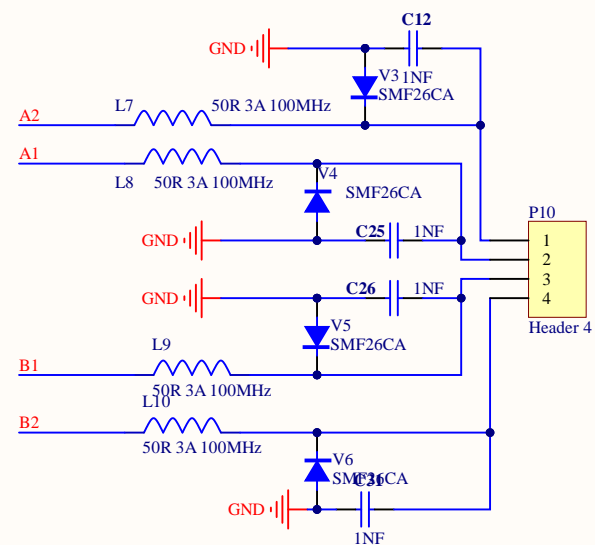 C12
GND
V3
1NF
SMF26CA
L7
50R 3A 100MHz
A2
A1
L8
50R 3A 100MHz
V4
SMF26CA
P10
C25
1NF
GND
1
2
3
4
C26
1NF
GND
Header 4
V5
SMF26CA
L9
B1
50R 3A 100MHz
L10
B2
50R 3A 100MHz
V6
SMF26CA
C31
GND
1NF